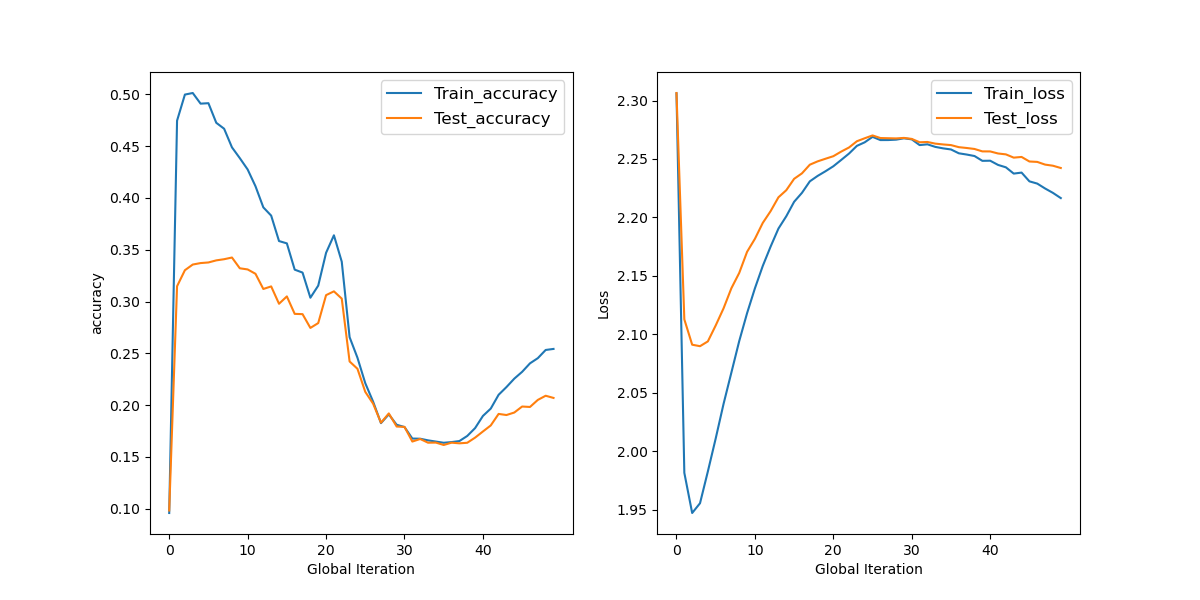 Train_accuracy
Test_accuracy
0.50
0.45
0.40
0.35
0.30
0.25
0.20
0.15
0.10
accuracy
0 10 20 30 40
Global Iteration
Train_loss
Test_loss
2.30
2.25
2.20
2.15
2.10
2.05
2.00
1.95
Loss
0 10 20 30 40
Global Iteration